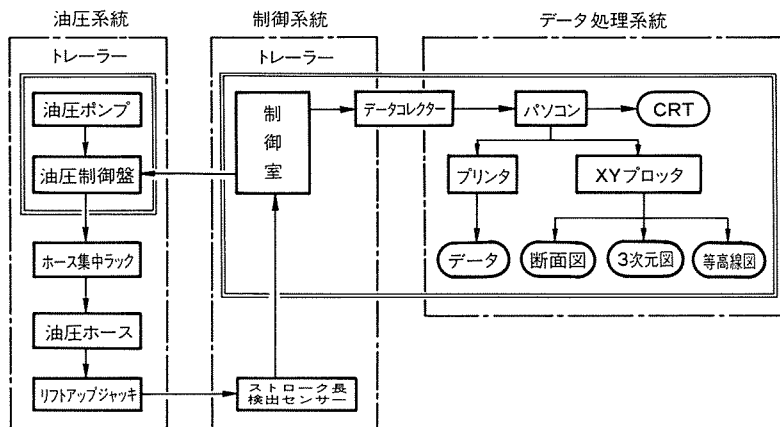 油圧系統
制御系統
データ処理系統
トレーラー
トレーラー
油圧ポンプ
油圧制御盤
ホース集中ラック
油圧ホース
リフトアップジャッキ
制
御
室
ストローク長
検出センサー
データコレクター
パソコン
CRT
プリンタ
XYプロッタ
データ
断面図
3次元図
等高線図